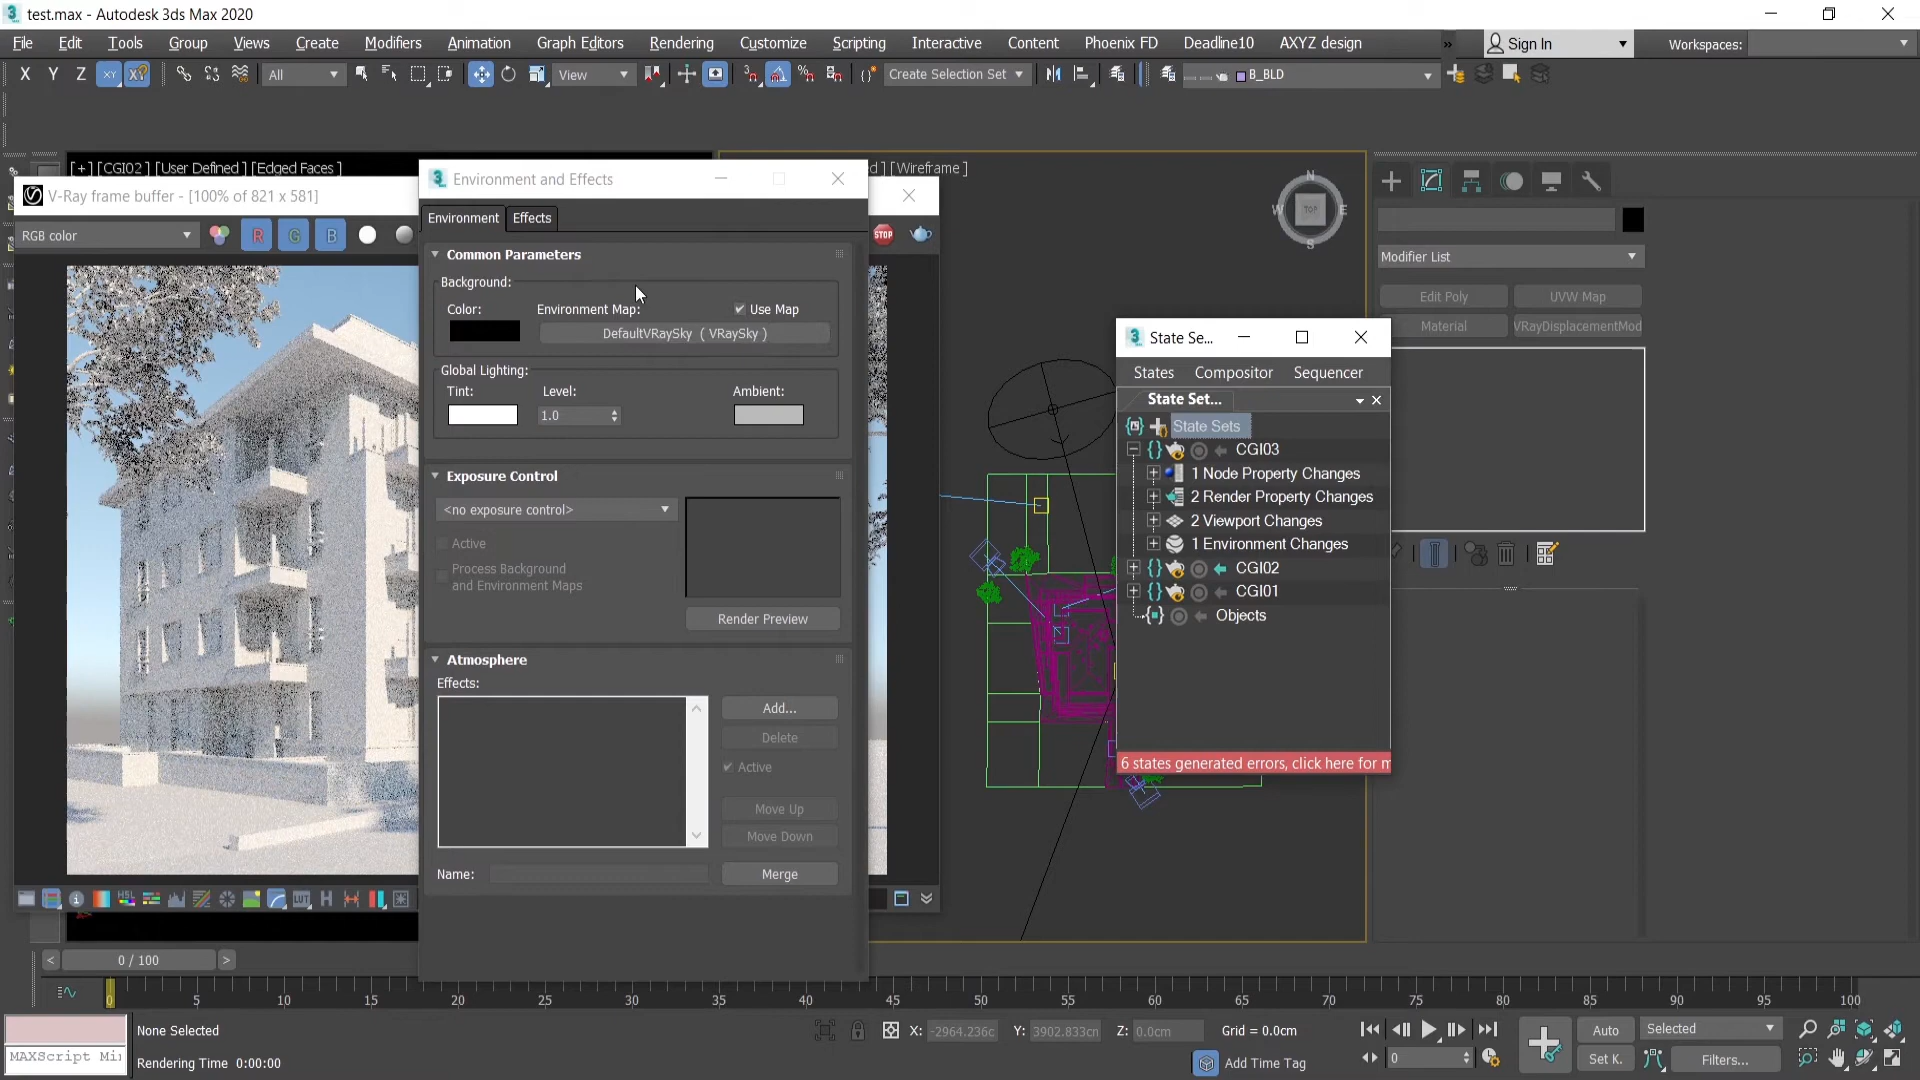 test.max - Autodesk 3ds Max 2020
File Edit Tools Group Views Create Modifiers Animation Graph Editors Rendering Customize Scripting Interactive Content Phoenix FD Deadline10 AXYZ design » Sign In Workspaces:
X Y Z XY All View Create Selection Set B_BLD
[+] [CGI02] [User Defined] [Edged Faces]
d] [Wireframe]
V-Ray frame buffer - [100% of 821 x 581]
RGB color R G B STOP
Environment and Effects
Environment Effects
Common Parameters
Background:
Color: Environment Map: Use Map
DefaultVRaySky ( VRaySky )
Global Lighting:
Tint: Level: Ambient:
1.0
Exposure Control
<no exposure control>
Active
Process Background
and Environment Maps
Render Preview
Atmosphere
Effects:
Add...
Delete
Active
Move Up
Move Down
Name: Merge
HSL LUT H
N
W TOP E
S
State Se...
States Compositor Sequencer
State Set...
State Sets
CGI03
1 Node Property Changes
2 Render Property Changes
2 Viewport Changes
1 Environment Changes
CGI02
CGI01
Objects
6 states generated errors, click here for m
Modifier List
Edit Poly UVW Map
Material VRayDisplacementMod
< 0 / 100 >
0 5 10 15 20 25 30 35 40 45 50 55 60 65 70 75 80 85 90 95 100
None Selected
X: -2964.236c Y: 3902.833cn Z: 0.0cm Grid = 0.0cm
Auto Selected
MAXScript Mi:
Rendering Time 0:00:00
Add Time Tag
0
Set K. Filters...